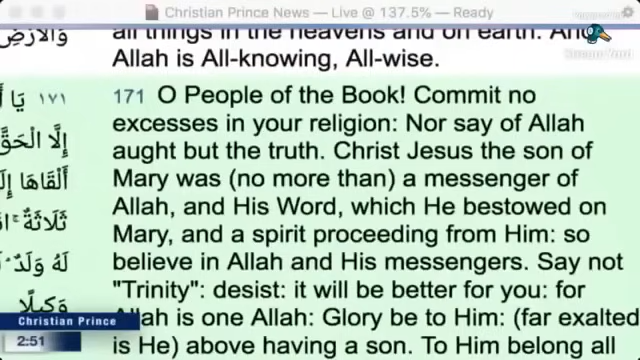 Christian Prince News — Live @ 137.5% — Ready
all things in the heavens and on earth. And
Allah is All-knowing, All-wise.
171 O People of the Book! Commit no
excesses in your religion: Nor say of Allah
aught but the truth. Christ Jesus the son of
Mary was (no more than) a messenger of
Allah, and His Word, which He bestowed on
Mary, and a spirit proceeding from Him: so
believe in Allah and His messengers. Say not
"Trinity": desist: it will be better for you: for
Allah is one Allah: Glory be to Him: (far exalted
is He) above having a son. To Him belong all
وَالْأَرْضِ
١٧١ يَا
إِلَّا الْحَقَّ
أَلْقَاهَا إِلَ
ثَلَاثَةٌ
لَهُ وَلَدٌ
وَكِيلًا
Christian Prince
2:51
Stream Yard